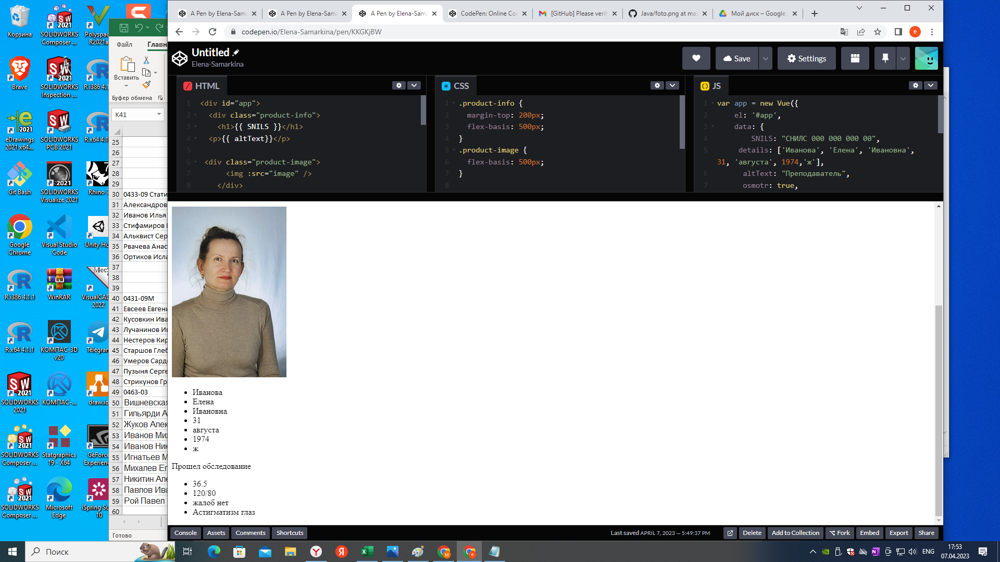 A Pen by Elena-Sama
A Pen by Elena-Sama
A Pen by Elena-Sama
CodePen: Online Co
[GitHub] Please verif
Java/foto.png at mas
Мой диск – Google
codepen.io/Elena-Samarkina/pen/KKGKjBW
Untitled
Elena-Samarkina
Save
Settings
HTML
1 <div id="app">
2 <div class="product-info">
3 <h1>{{ SNILS }}</h1>
4 <p>{{ altText}}</p>
5
6 <div class="product-image">
7 <img :src="image" />
8 </div>
CSS
1 .product-info {
2 margin-top: 200px;
3 flex-basis: 500px;
4 }
5 .product-image {
6 flex-basis: 500px;
7 }
8
JS
1 var app = new Vue({
2 el: '#app',
3 data: {
4 SNILS: "СНИЛС 000 000 000 00",
5 details: ['Иванова', 'Елена', 'Ивановна',
31, 'августа', 1974,'ж'],
6 altText: "Преподаватель",
7 osmotr: true,
Иванова
Елена
Ивановна
31
августа
1974
ж
Прошел обследование
36.5
120/80
жалоб нет
Астигматизм глаз
Console
Assets
Comments
Shortcuts
Last saved APRIL 7, 2023 — 5:49:37 PM
Delete
Add to Collection
Fork
Embed
Export
Share
Файл
Главн
Вставить
Буфер обмена
K41
25
26
27
28
29
30 0433-09 Стати
31 Александров
32 Иванов Илья
33 Стифамиров
34 Альквист Сер
35 Рвачева Анас
36 Ортиков Исла
37
38
39
40 0431-09М
41 Евсеев Евгени
42 Кусовкин Ива
43 Лучанинов И
44 Нестеров Кир
45 Старшов Глеб
46 Умеров Сард
47 Пузыня Серге
48 Стрикунов Гр
49 0463-03
50 Вишневская
51 Гильярди А
52 Жуков Алек
53 Иванов Мих
54 Иванов Ник
55 Игнатьев М
56 Михалев Ег
57 Никитин Але
58 Павлов Ива
59 Рой Павел
60
Готово
Корзина
SOLIDWORKS
Composer ...
Polyspac
R2021a
Brave
SOLIDWORKS
Inspection ...
R i386 4.1
eDrawings
2021 x64...
SOLIDWORKS
PCB 2021
R x64 4.1
Git Bash
SOLIDWORKS
Visualize 2021
Rhino 7
Google
Chrome
Visual Studio
Code
Unity Hu
R i386 4.1.1
WinRAR
VisualCAD
2022
R x64 4.1.1
КОМПАС-3D
v20
Telegram
SOLIDWORKS
2021
КОМПАС-...
draw.io
SOLIDWORKS
Composer ...
Statgraphics
19 - X64
GeForce
Experienc
SOLIDWORKS
Composer ...
Microsoft
Edge
iSpring Su
10
Поиск
ENG
17:53
07.04.2023